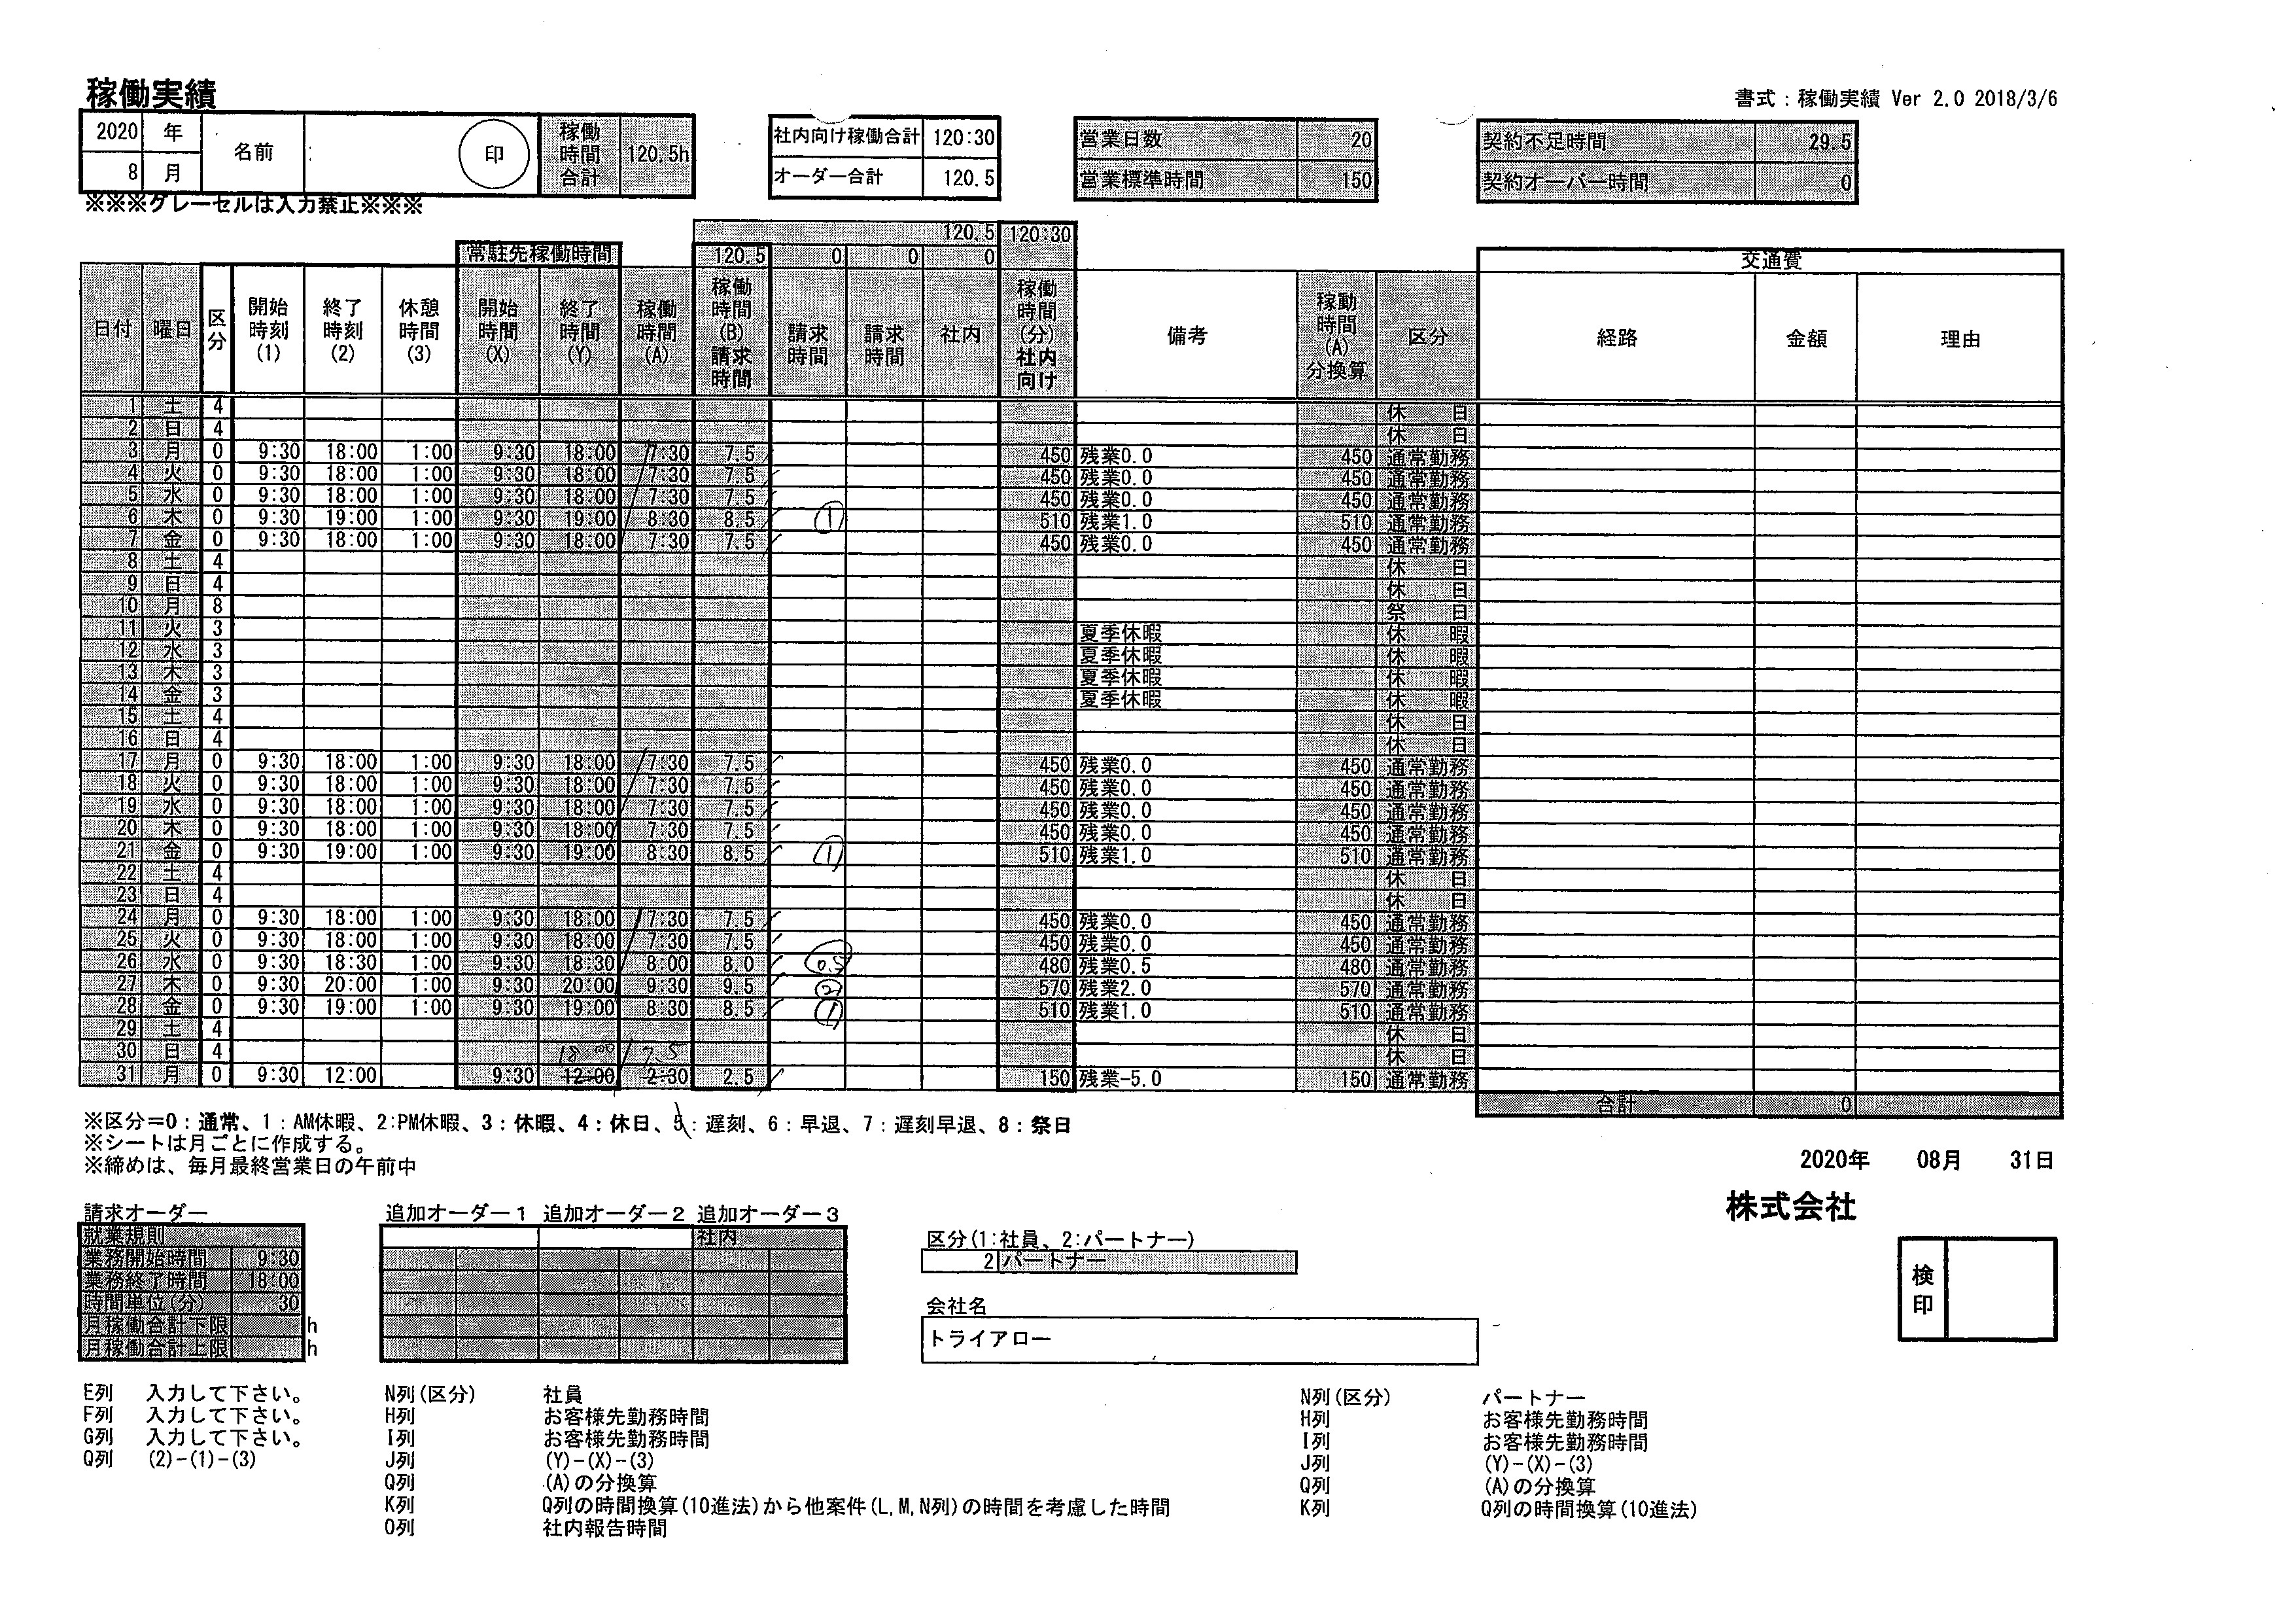 稼働実績
書式：稼働実績 Ver 2.0 2018/3/6
2020 年 名前 印 稼働時間合計 120.5h 社内向け稼働合計 120:30 営業日数 20 契約不足時間 29.5
8 月 オーダー合計 120.5 営業標準時間 150 契約オーバー時間 0
※※※グレーセルは入力禁止※※※
120.5 120:30
常駐先稼働時間 120.5 0 0 0 交通費
日付 曜日 区分 開始時刻(1) 終了時刻(2) 休憩時間(3) 開始時間(X) 終了時間(Y) 稼働時間(A) 稼働時間(B)請求時間 請求時間 請求時間 社内 稼働時間(分)社内向け 備考 稼動時間(A)分換算 区分 経路 金額 理由
1 土 4 休 日
2 日 4 休 日
3 月 0 9:30 18:00 1:00 9:30 18:00 7:30 7.5 450 残業0.0 450 通常勤務
4 火 0 9:30 18:00 1:00 9:30 18:00 7:30 7.5 450 残業0.0 450 通常勤務
5 水 0 9:30 18:00 1:00 9:30 18:00 7:30 7.5 450 残業0.0 450 通常勤務
6 木 0 9:30 19:00 1:00 9:30 19:00 8:30 8.5 ① 510 残業1.0 510 通常勤務
7 金 0 9:30 18:00 1:00 9:30 18:00 7:30 7.5 450 残業0.0 450 通常勤務
8 土 4 休 日
9 日 4 休 日
10 月 8 祭 日
11 火 3 夏季休暇 休 暇
12 水 3 夏季休暇 休 暇
13 木 3 夏季休暇 休 暇
14 金 3 夏季休暇 休 暇
15 土 4 休 日
16 日 4 休 日
17 月 0 9:30 18:00 1:00 9:30 18:00 7:30 7.5 450 残業0.0 450 通常勤務
18 火 0 9:30 18:00 1:00 9:30 18:00 7:30 7.5 450 残業0.0 450 通常勤務
19 水 0 9:30 18:00 1:00 9:30 18:00 7:30 7.5 450 残業0.0 450 通常勤務
20 木 0 9:30 18:00 1:00 9:30 18:00 7:30 7.5 450 残業0.0 450 通常勤務
21 金 0 9:30 19:00 1:00 9:30 19:00 8:30 8.5 ① 510 残業1.0 510 通常勤務
22 土 4 休 日
23 日 4 休 日
24 月 0 9:30 18:00 1:00 9:30 18:00 7:30 7.5 450 残業0.0 450 通常勤務
25 火 0 9:30 18:00 1:00 9:30 18:00 7:30 7.5 450 残業0.0 450 通常勤務
26 水 0 9:30 18:30 1:00 9:30 18:30 8:00 8.0 0.5 480 残業0.5 480 通常勤務
27 木 0 9:30 20:00 1:00 9:30 20:00 9:30 9.5 ② 570 残業2.0 570 通常勤務
28 金 0 9:30 19:00 1:00 9:30 19:00 8:30 8.5 ① 510 残業1.0 510 通常勤務
29 土 4 休 日
30 日 4 18:00 7.5 休 日
31 月 0 9:30 12:00 9:30 12:00 2:30 2.5 150 残業-5.0 150 通常勤務
合計 0
※区分＝0：通常、1：AM休暇、2:PM休暇、3：休暇、4：休日、5：遅刻、6：早退、7：遅刻早退、8：祭日
※シートは月ごとに作成する。
※締めは、毎月最終営業日の午前中
2020年 08月 31日
株式会社
検印
請求オーダー 追加オーダー１ 追加オーダー２ 追加オーダー３
就業規則 社内
業務開始時間 9:30
業務終了時間 18:00
時間単位(分) 30
月稼働合計下限 h
月稼働合計上限 h
区分(1:社員、2:パートナー)
2 パートナー
会社名
トライアロー
E列 入力して下さい。 N列(区分) 社員 N列(区分) パートナー
F列 入力して下さい。 H列 お客様先勤務時間 H列 お客様先勤務時間
G列 入力して下さい。 I列 お客様先勤務時間 I列 お客様先勤務時間
Q列 (2)-(1)-(3) J列 (Y)-(X)-(3) J列 (Y)-(X)-(3)
Q列 (A)の分換算 Q列 (A)の分換算
K列 Q列の時間換算(10進法)から他案件(L,M,N列)の時間を考慮した時間 K列 Q列の時間換算(10進法)
O列 社内報告時間